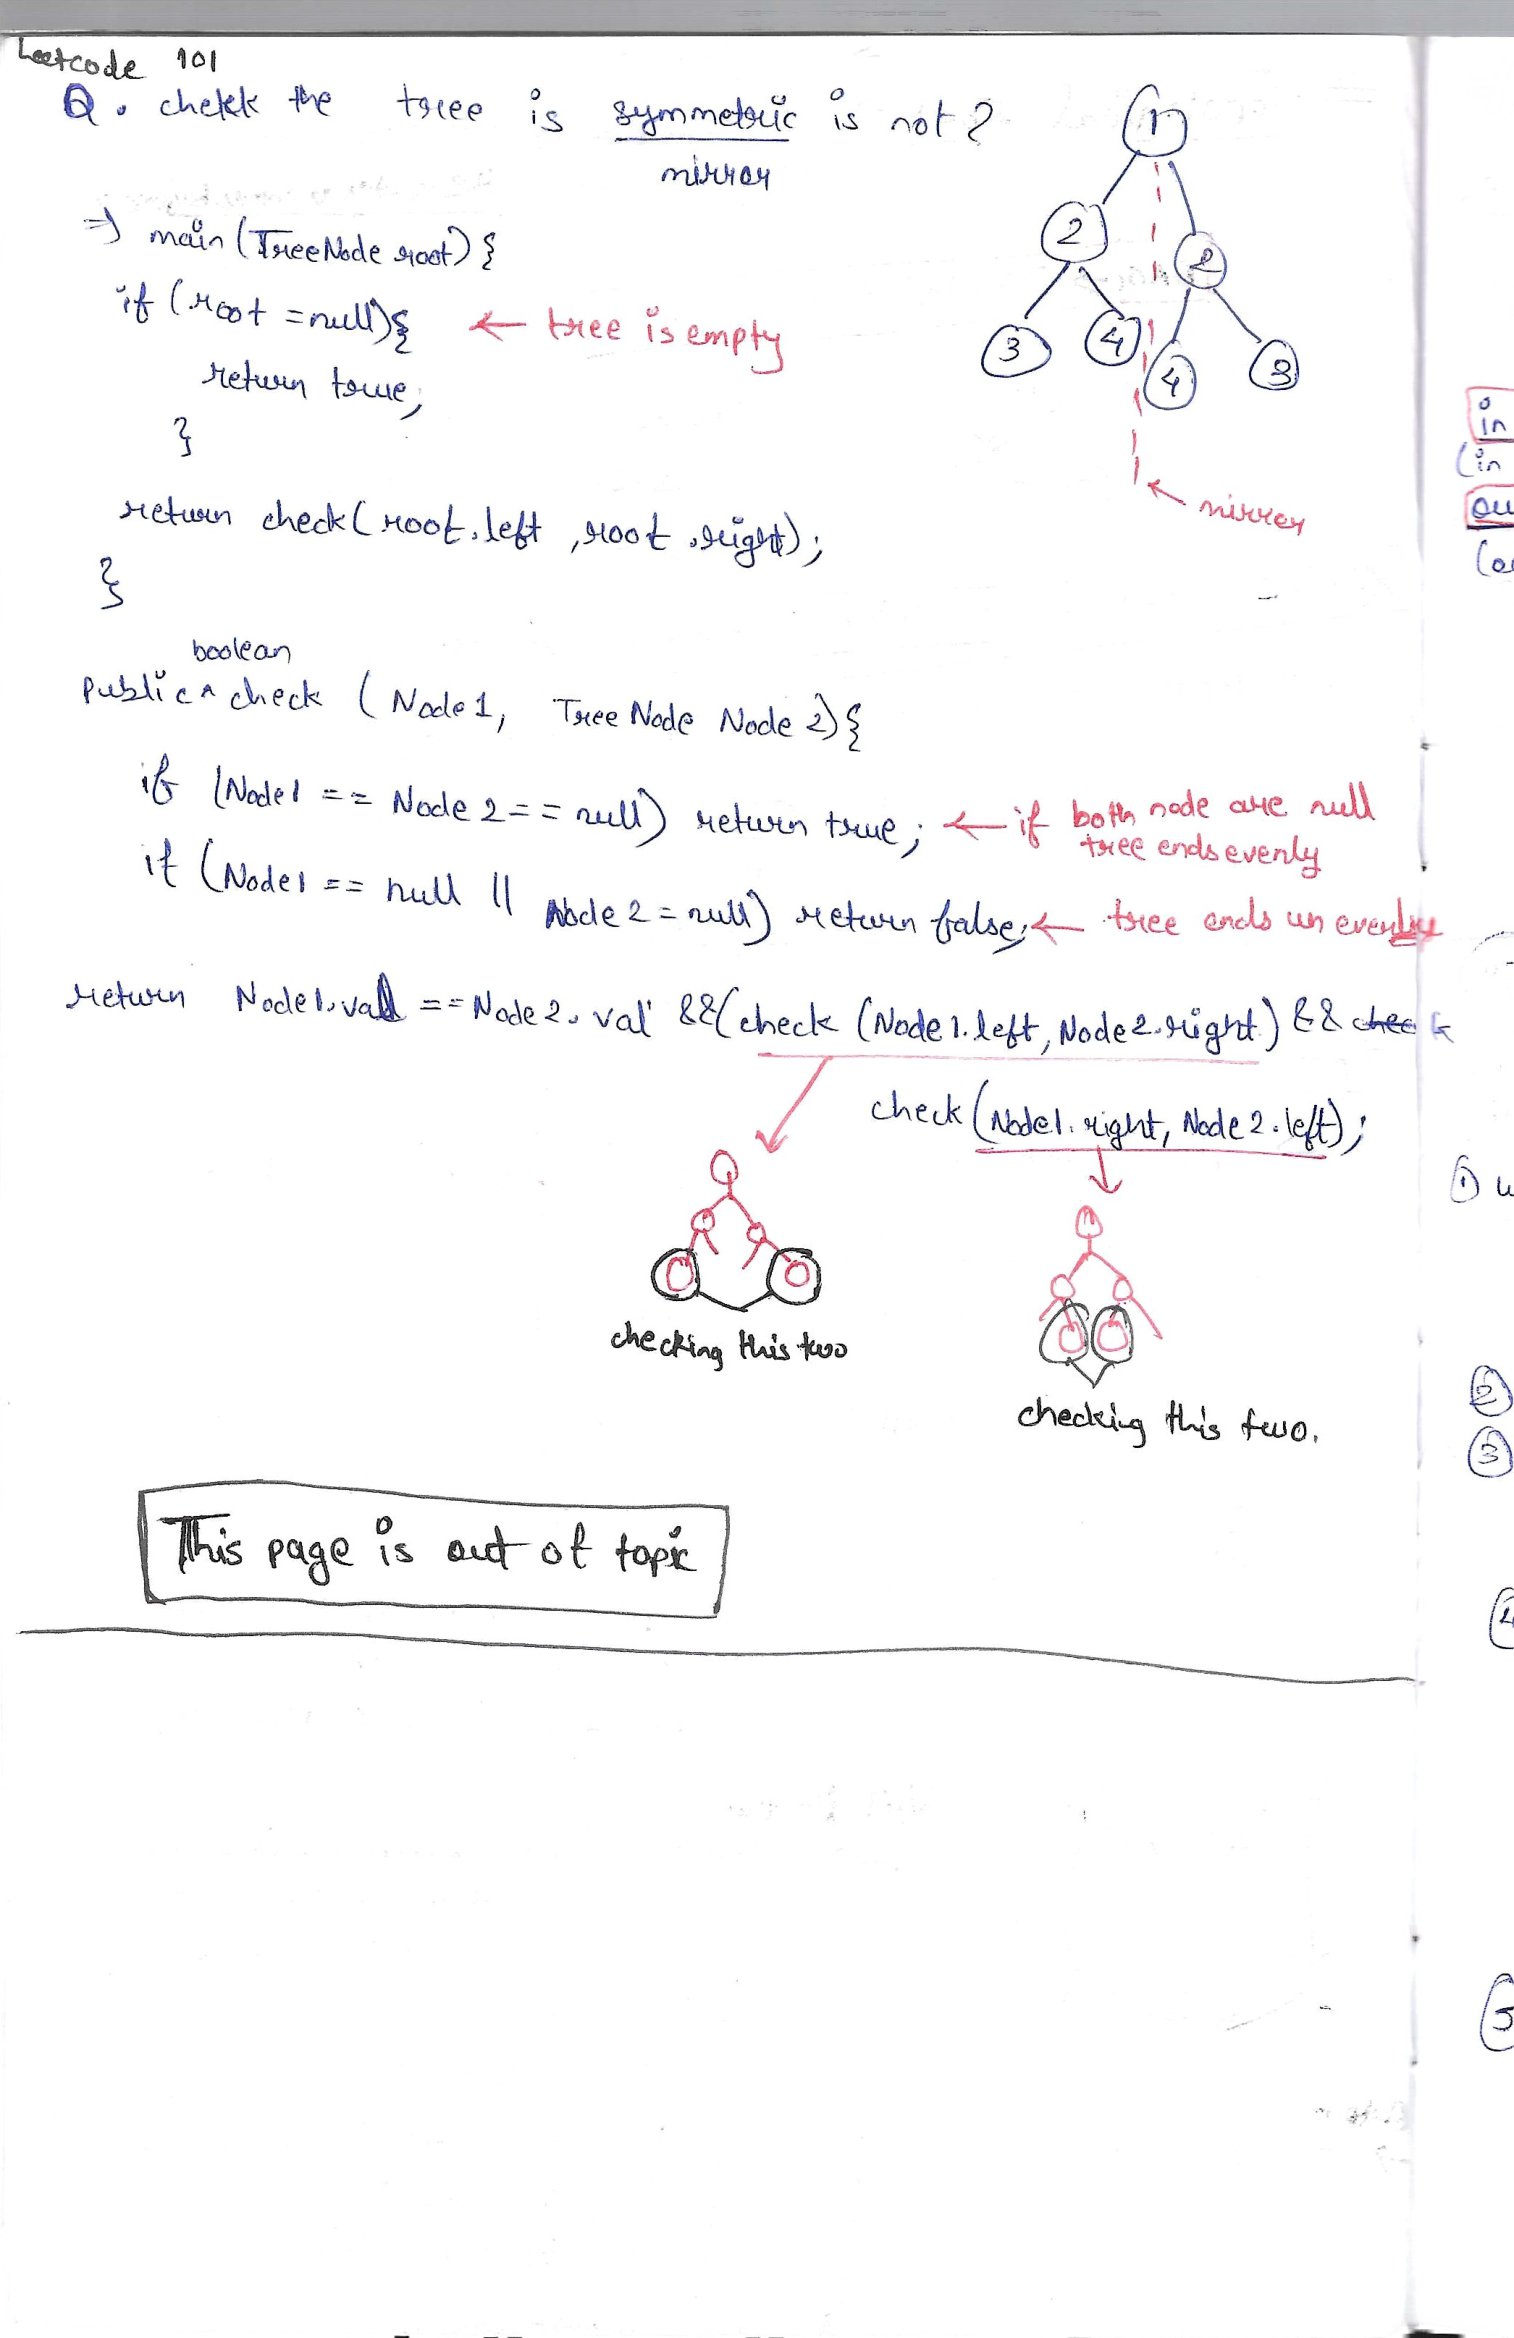 Leetcode 101
Q. chekk the tree is symmetric is not?
mirror
1
2
2
3
4
4
3
← mirror
⇒ main (TreeNode root) {
if (root = null) { ← tree is empty
return true;
}
return check ( root. left , root .right);
}
boolean
Public ^ check ( Node 1, Tree Node Node 2) {
if (Node1 == Node 2 == null) return true; ← if both node are null
tree ends evenly
if (Node1 == null || Node 2 = null) return false; ← tree ends un evenly
return Node1.val == Node 2. val && (check (Node 1. left, Node 2. right) && check
check (Node1. right, Node 2. left);
checking this two
checking this two.
This page is out of topic
in
(in
ou
1
2
3
4
5